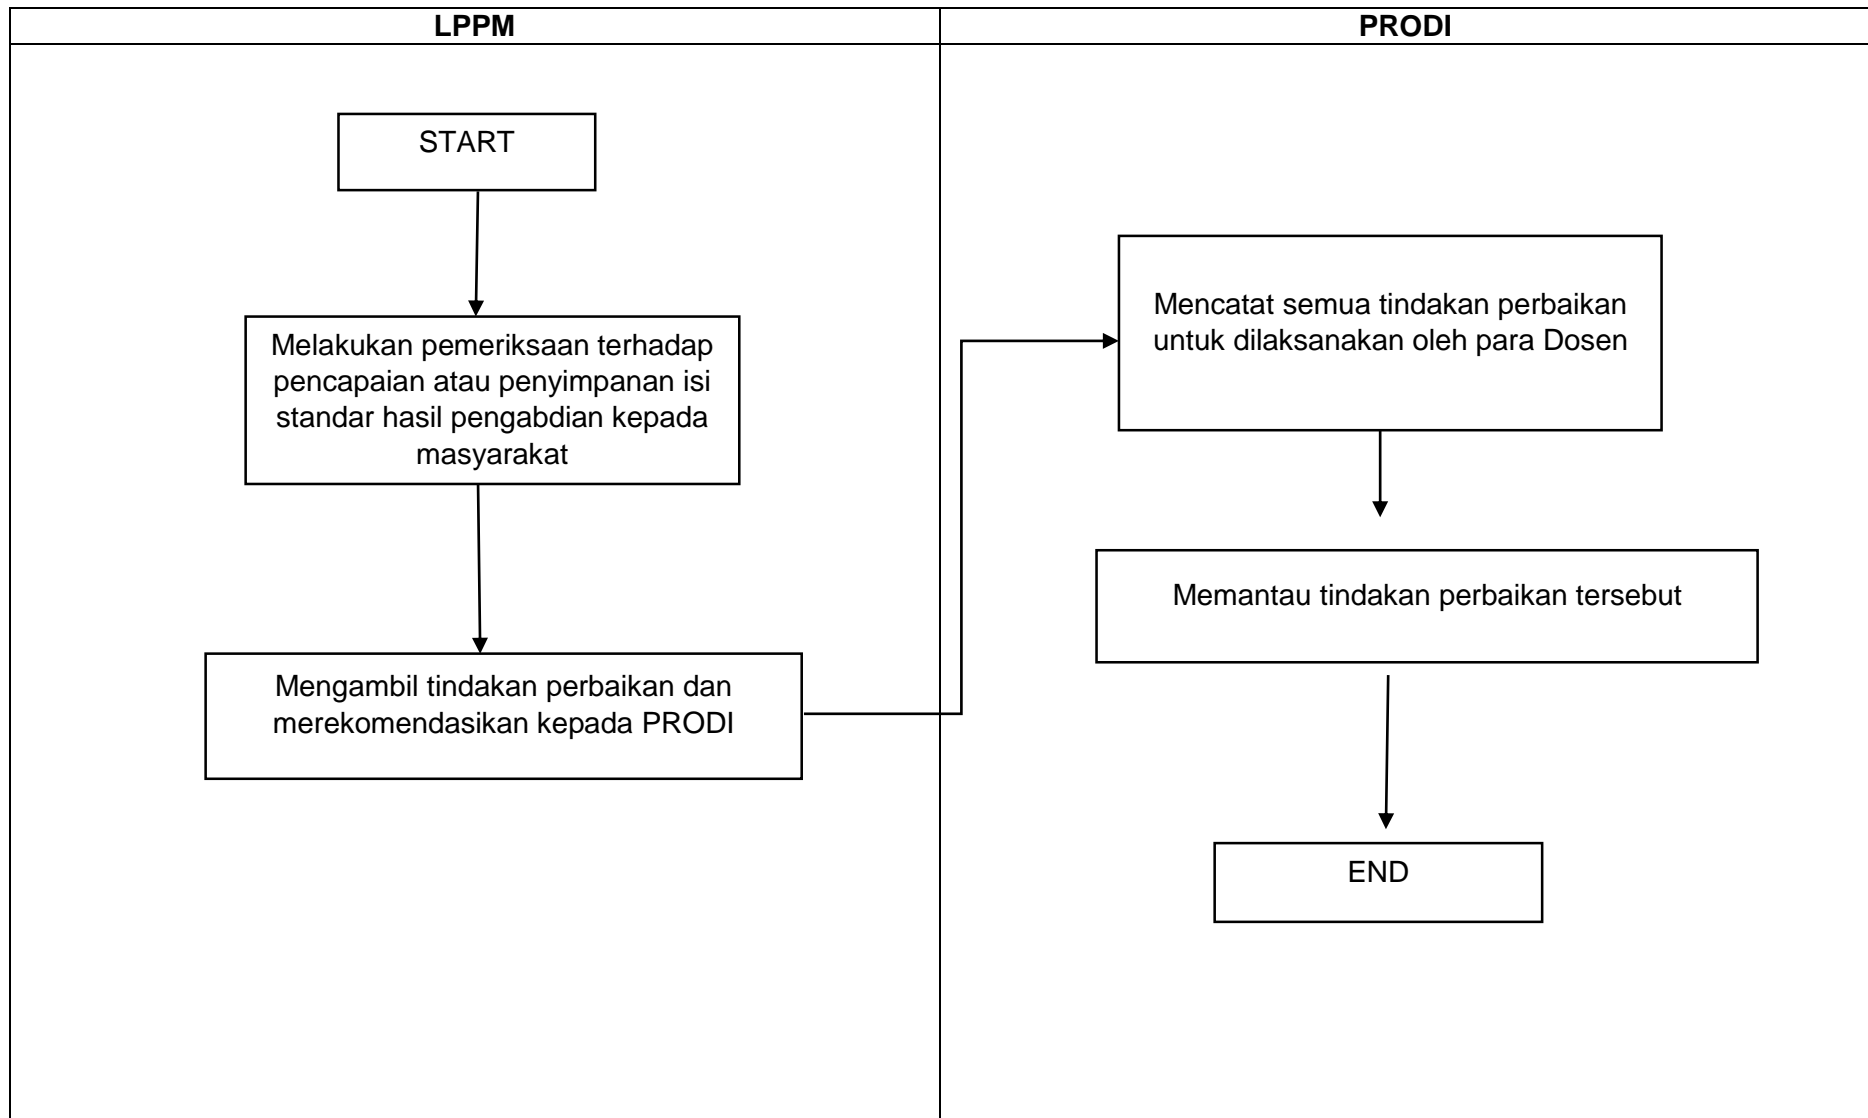 LPPM
PRODI
START
Melakukan pemeriksaan terhadap
pencapaian atau penyimpanan isi
standar hasil pengabdian kepada
masyarakat
Mengambil tindakan perbaikan dan
merekomendasikan kepada PRODI
Mencatat semua tindakan perbaikan
untuk dilaksanakan oleh para Dosen
Memantau tindakan perbaikan tersebut
END